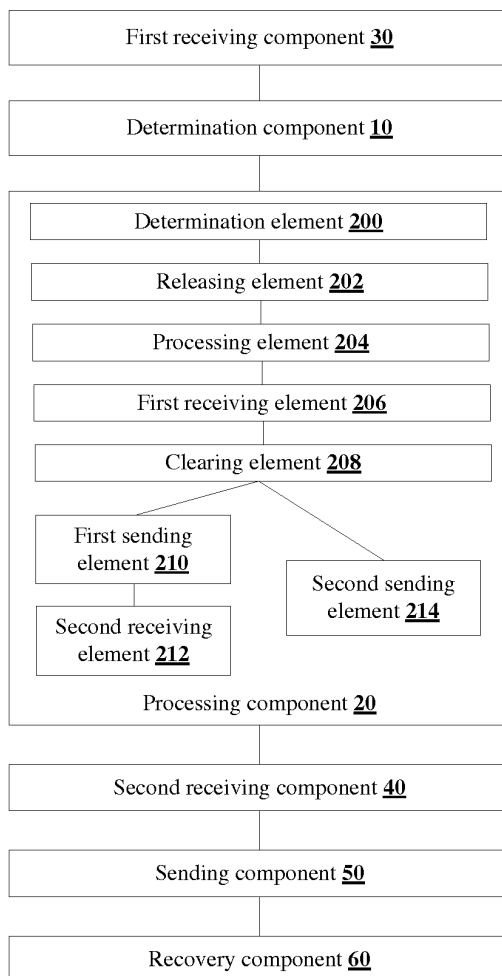 First receiving component 30
Determination component 10
Determination element 200
Releasing element 202
Processing element 204
First receiving element 206
Clearing element 208
First sending
element 210
Second sending
element 214
Second receiving
element 212
Processing component 20
Second receiving component 40
Sending component 50
Recovery component 60